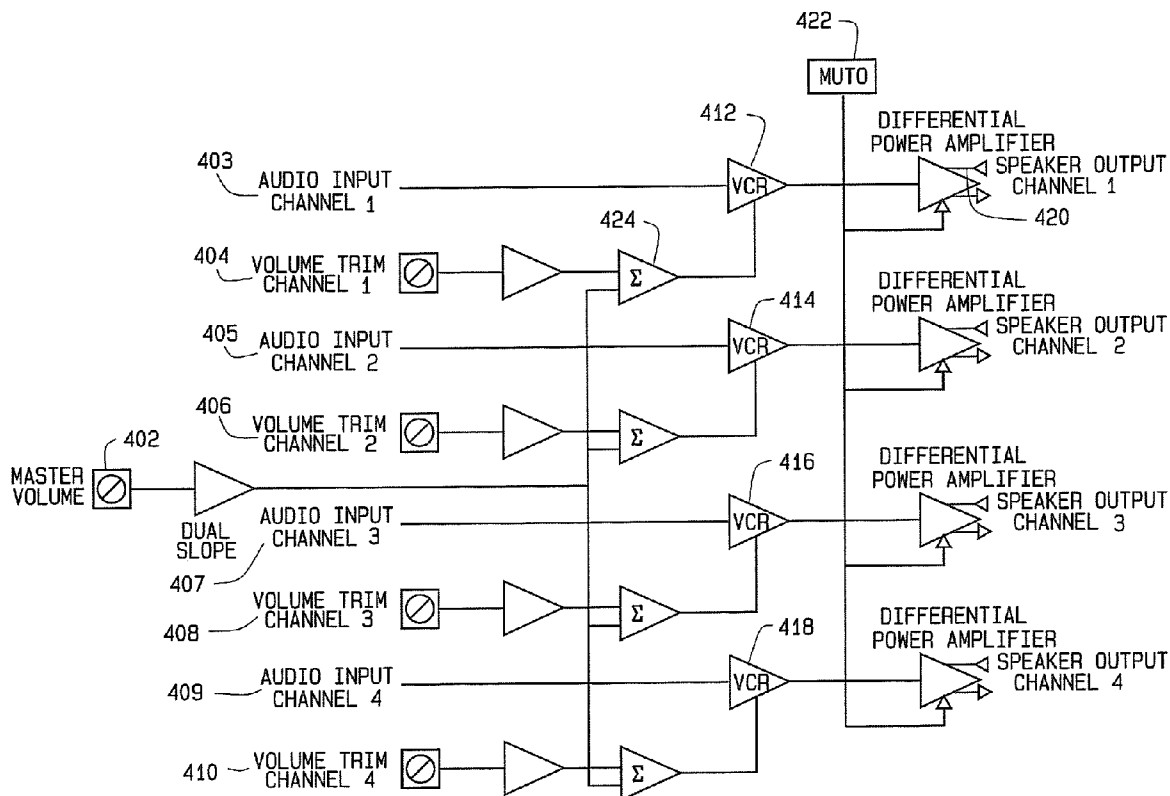 422
MUTO
412
DIFFERENTIAL
POWER AMPLIFIER
403
AUDIO INPUT
CHANNEL 1
VCR
SPEAKER OUTPUT
CHANNEL 1
420
424
404
VOLUME TRIM
CHANNEL 1
Σ
414
DIFFERENTIAL
POWER AMPLIFIER
405
AUDIO INPUT
CHANNEL 2
VCR
SPEAKER OUTPUT
CHANNEL 2
406
VOLUME TRIM
CHANNEL 2
Σ
402
MASTER
VOLUME
DUAL
SLOPE
416
DIFFERENTIAL
POWER AMPLIFIER
407
AUDIO INPUT
CHANNEL 3
VCR
SPEAKER OUTPUT
CHANNEL 3
408
VOLUME TRIM
CHANNEL 3
Σ
418
DIFFERENTIAL
POWER AMPLIFIER
409
AUDIO INPUT
CHANNEL 4
VCR
SPEAKER OUTPUT
CHANNEL 4
410
VOLUME TRIM
CHANNEL 4
Σ